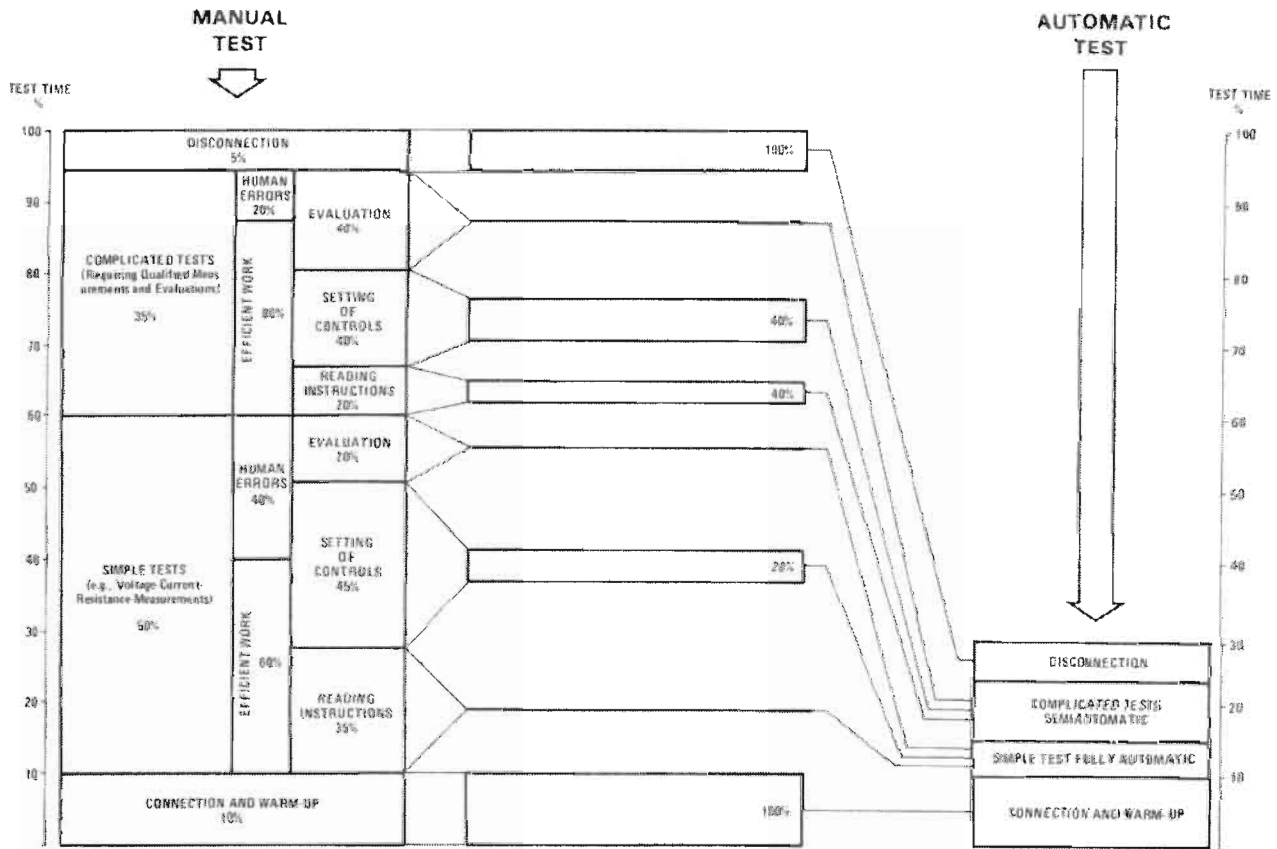 MANUAL
TEST
AUTOMATIC
TEST
TEST TIME
%
100
90
80
70
60
50
40
30
20
10
DISCONNECTION
5%
COMPLICATED TESTS
(Requiring Qualified Meas
urements and Evaluations)
35%
HUMAN
ERRORS
20%
EFFICIENT WORK
80%
EVALUATION
40%
SETTING
OF
CONTROLS
40%
READING
INSTRUCTIONS
20%
SIMPLE TESTS
(e.g., Voltage-Current-
Resistance-Measurements)
50%
HUMAN
ERRORS
40%
EFFICIENT WORK
60%
EVALUATION
20%
SETTING
OF
CONTROLS
45%
READING
INSTRUCTIONS
35%
CONNECTION AND WARM-UP
10%
100%
40%
40%
20%
100%
TEST TIME
%
100
90
80
70
60
50
40
30
20
10
DISCONNECTION
COMPLICATED TESTS
SEMIAUTOMATIC
SIMPLE TEST FULLY AUTOMATIC
CONNECTION AND WARM-UP